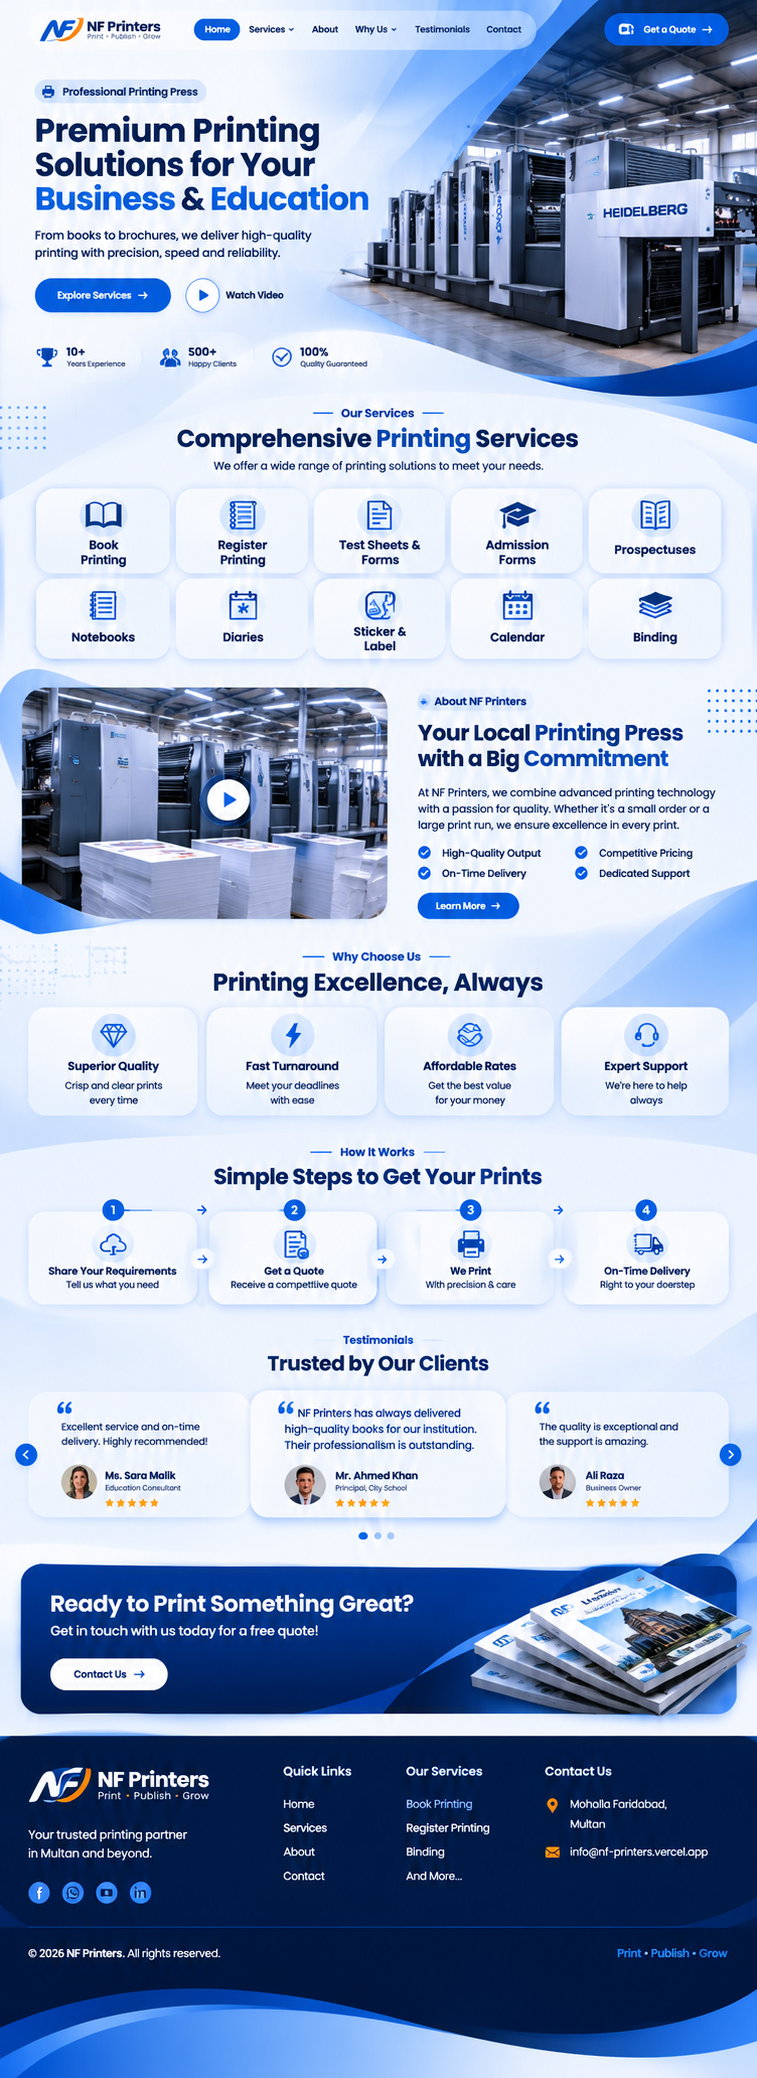 NF Printers
Print • Publish • Grow
Home
Services
About
Why Us
Testimonials
Contact
Get a Quote
Professional Printing Press
Premium Printing
Solutions for Your
Business & Education
From books to brochures, we deliver high-quality
printing with precision, speed and reliability.
Explore Services
Watch Video
10+
Years Experience
500+
Happy Clients
100%
Quality Guaranteed
HEIDELBERG
Our Services
Comprehensive Printing Services
We offer a wide range of printing solutions to meet your needs.
Book
Printing
Register
Printing
Test Sheets &
Forms
Admission
Forms
Prospectuses
Notebooks
Diaries
Sticker &
Label
Calendar
Binding
About NF Printers
Your Local Printing Press
with a Big Commitment
At NF Printers, we combine advanced printing technology
with a passion for quality. Whether it's a small order or a
large print run, we ensure excellence in every print.
High-Quality Output
Competitive Pricing
On-Time Delivery
Dedicated Support
Learn More
Why Choose Us
Printing Excellence, Always
Superior Quality
Crisp and clear prints
every time
Fast Turnaround
Meet your deadlines
with ease
Affordable Rates
Get the best value
for your money
Expert Support
We're here to help
always
How It Works
Simple Steps to Get Your Prints
1
2
3
4
Share Your Requirements
Tell us what you need
Get a Quote
Receive a competitive quote
We Print
With precision & care
On-Time Delivery
Right to your doorstep
Testimonials
Trusted by Our Clients
“ Excellent service and on-time
delivery. Highly recommended!
Ms. Sara Malik
Education Consultant
“ NF Printers has always delivered
high-quality books for our institution.
Their professionalism is outstanding.
Mr. Ahmed Khan
Principal, City School
“ The quality is exceptional and
the support is amazing.
Ali Raza
Business Owner
Ready to Print Something Great?
Get in touch with us today for a free quote!
Contact Us
NF Printers
Print • Publish • Grow
Your trusted printing partner
in Multan and beyond.
Quick Links
Home
Services
About
Contact
Our Services
Book Printing
Register Printing
Binding
And More...
Contact Us
Mohalla Faridabad,
Multan
info@nf-printers.vercel.app
© 2026 NF Printers. All rights reserved.
Print • Publish • Grow